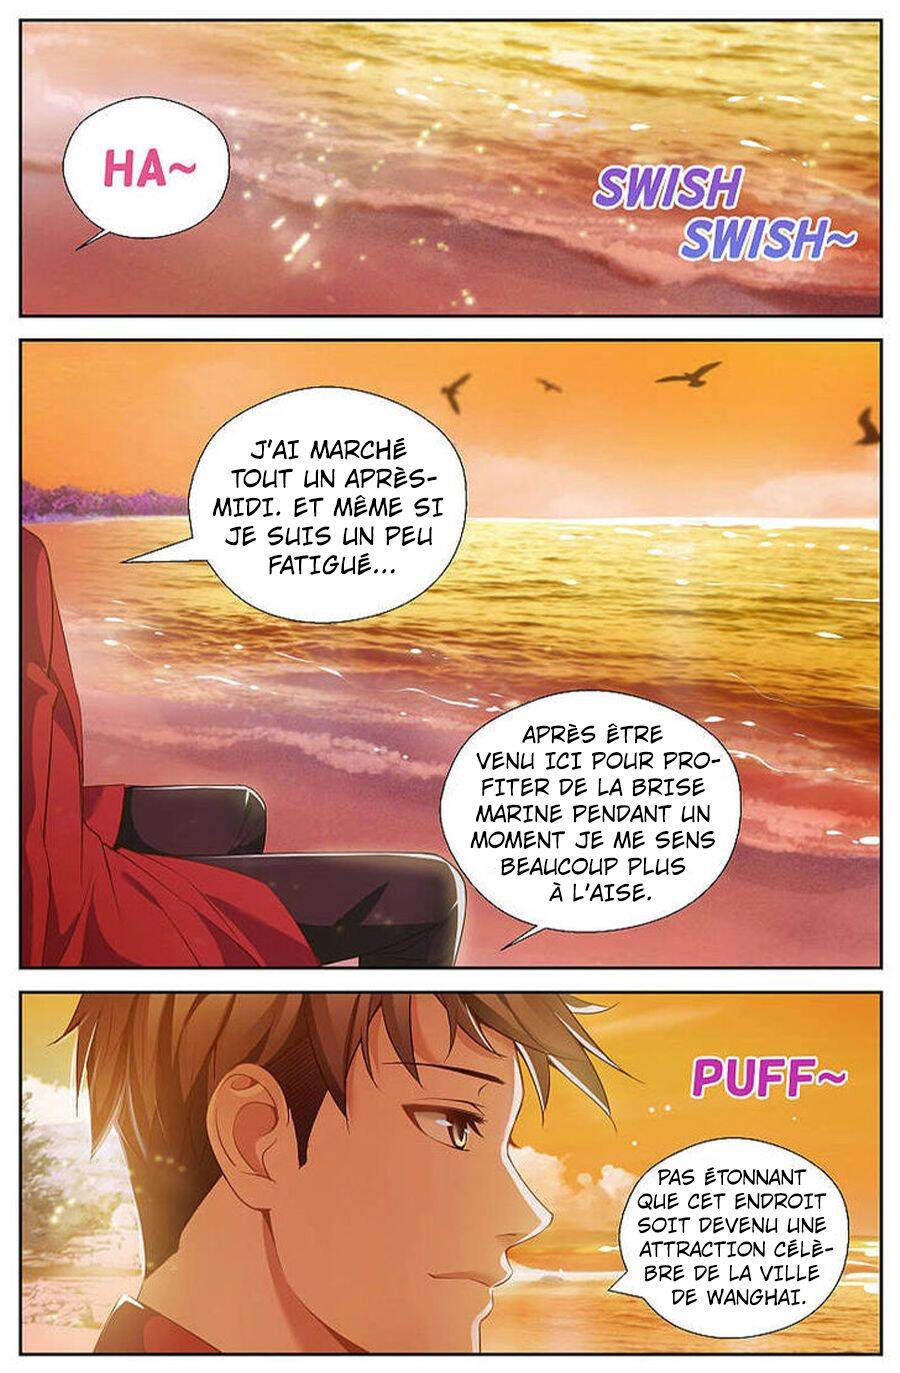 HA~
SWISH
SWISH~
J'AI MARCHÉ
TOUT UN APRÈS-
MIDI. ET MÊME SI
JE SUIS UN PEU
FATIGUÉ...
APRÈS ÊTRE
VENU ICI POUR PRO-
FITER DE LA BRISE
MARINE PENDANT UN
MOMENT JE ME SENS
BEAUCOUP PLUS
À L'AISE.
PUFF~
PAS ÉTONNANT
QUE CET ENDROIT
SOIT DEVENU UNE
ATTRACTION CÉLÈ-
BRE DE LA VILLE
DE WANGHAI.